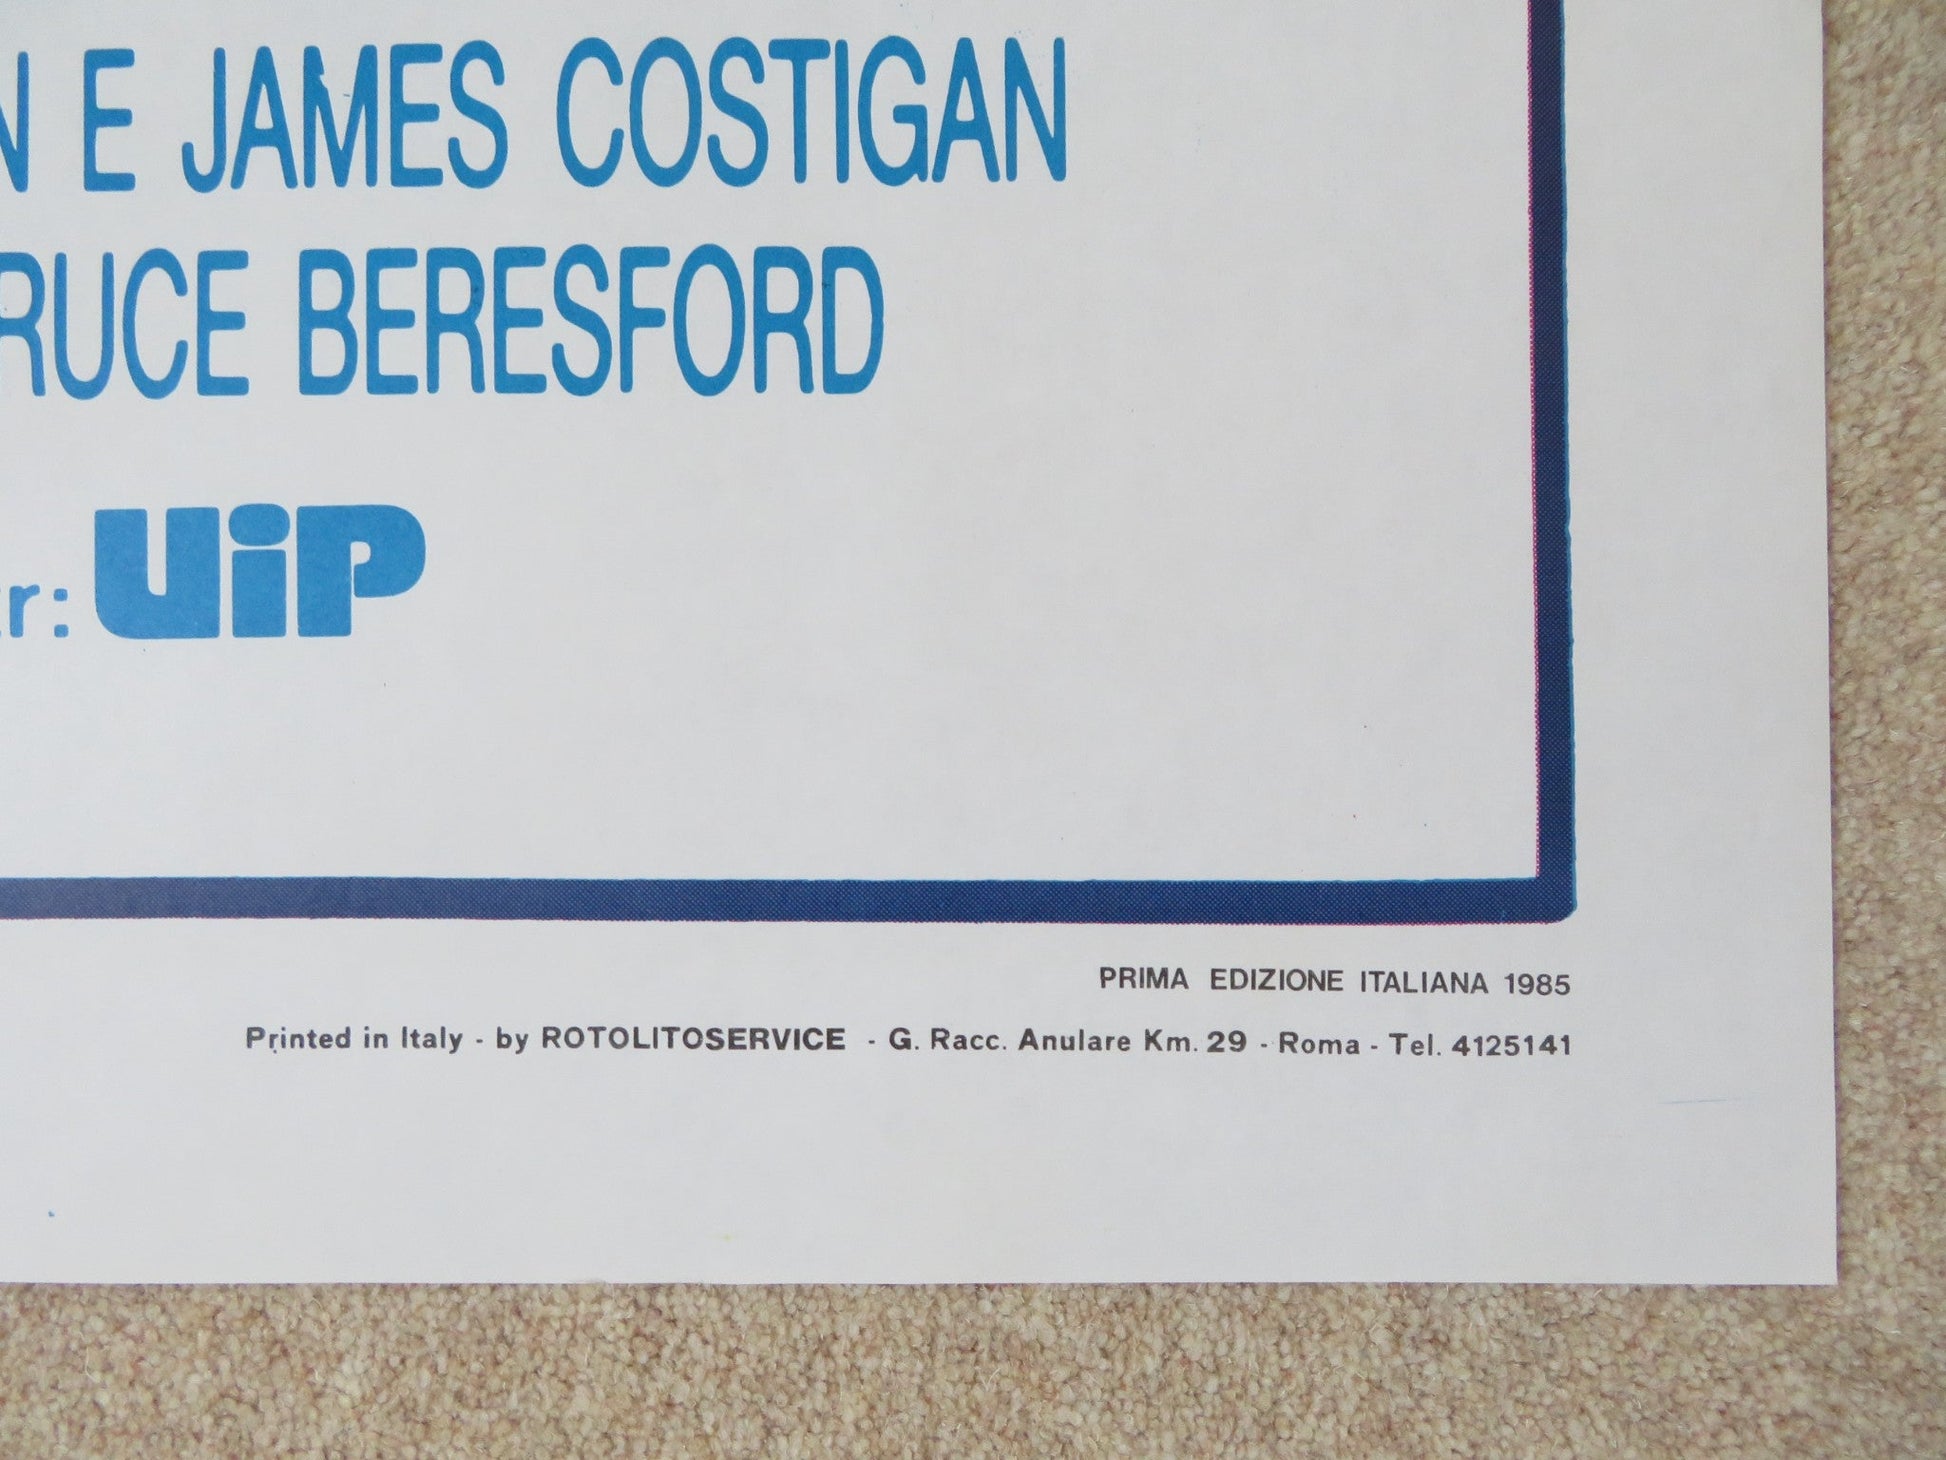 N E JAMES COSTIGAN
RUCE BERESFORD
r: UiP
PRIMA EDIZIONE ITALIANA 1985
Printed in Italy - by ROTOLITOSERVICE - G. Racc. Anulare Km. 29 - Roma - Tel. 4125141